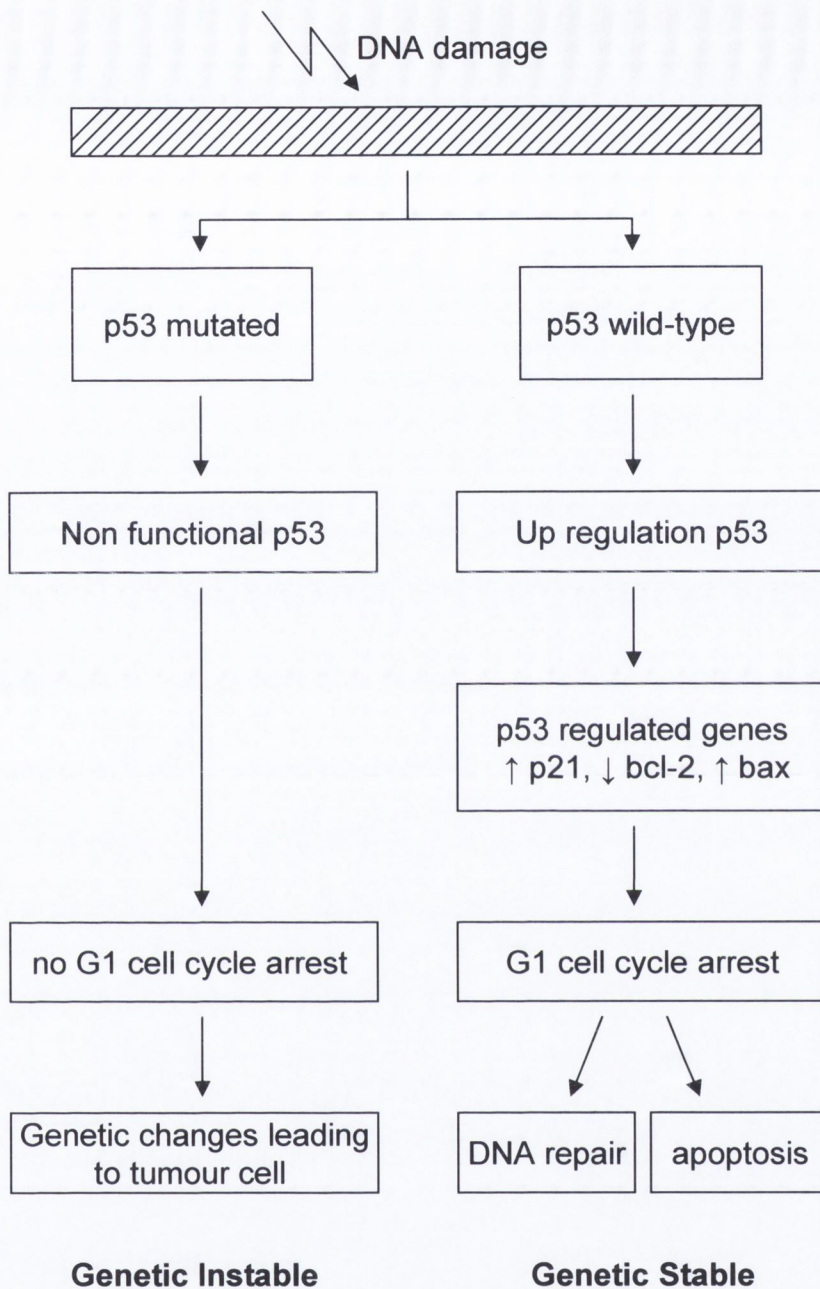 DNA damage
p53 mutated
p53 wild-type
Non functional p53
Up regulation p53
p53 regulated genes
↑ p21, ↓ bcl-2, ↑ bax
no G1 cell cycle arrest
G1 cell cycle arrest
Genetic changes leading
to tumour cell
DNA repair
apoptosis
Genetic Instable
Genetic Stable